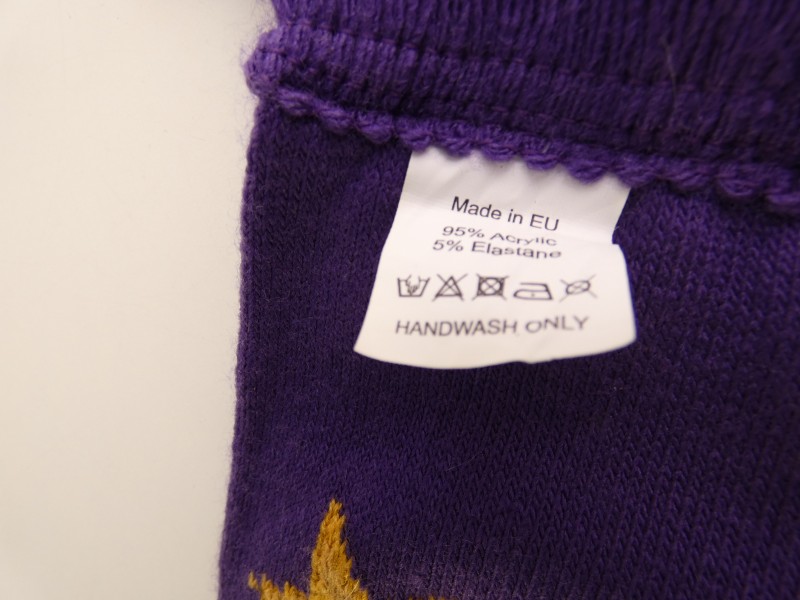 Made in EU
95% Acrylic
5% Elastane
HANDWASH ONLY